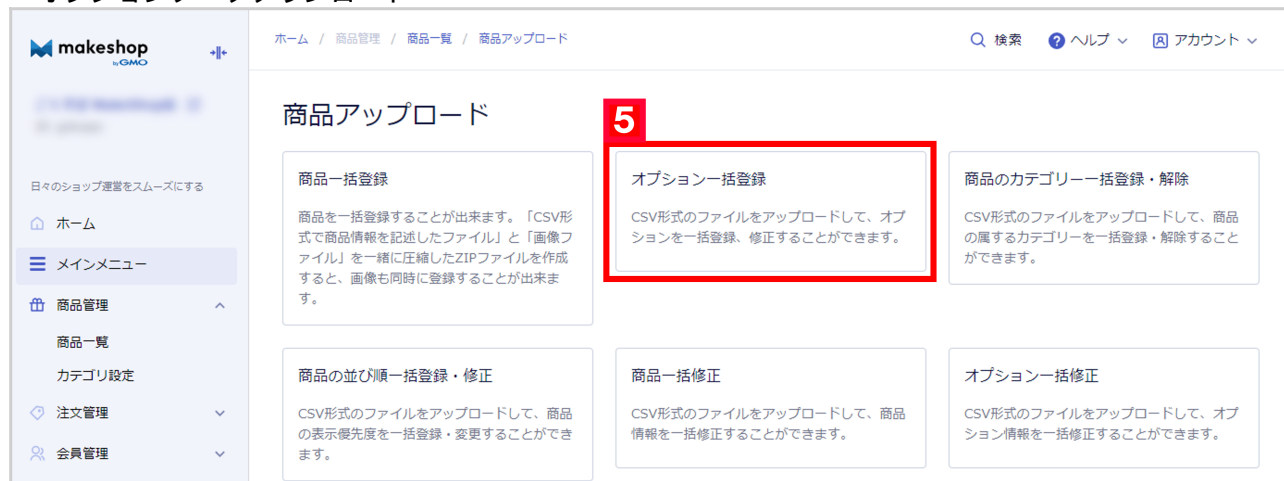 makeshop
byGMO
ホーム / 商品管理 / 商品一覧 / 商品アップロード
検索
ヘルプ
アカウント
日々のショップ運営をスムーズにする
ホーム
メインメニュー
商品管理
商品一覧
カテゴリ設定
注文管理
会員管理
商品アップロード
5
商品一括登録
商品を一括登録することが出来ます。「CSV形
式で商品情報を記述したファイル」と「画像フ
ァイル」を一緒に圧縮したZIPファイルを作成
すると、画像も同時に登録することが出来ま
す。
オプション一括登録
CSV形式のファイルをアップロードして、オプ
ションを一括登録、修正することができます。
商品のカテゴリー一括登録・解除
CSV形式のファイルをアップロードして、商品
の属するカテゴリーを一括登録・解除すること
ができます。
商品の並び順一括登録・修正
CSV形式のファイルをアップロードして、商品
の表示優先度を一括登録・変更することができ
ます。
商品一括修正
CSV形式のファイルをアップロードして、商品
情報を一括修正することができます。
オプション一括修正
CSV形式のファイルをアップロードして、オプ
ション情報を一括修正することができます。